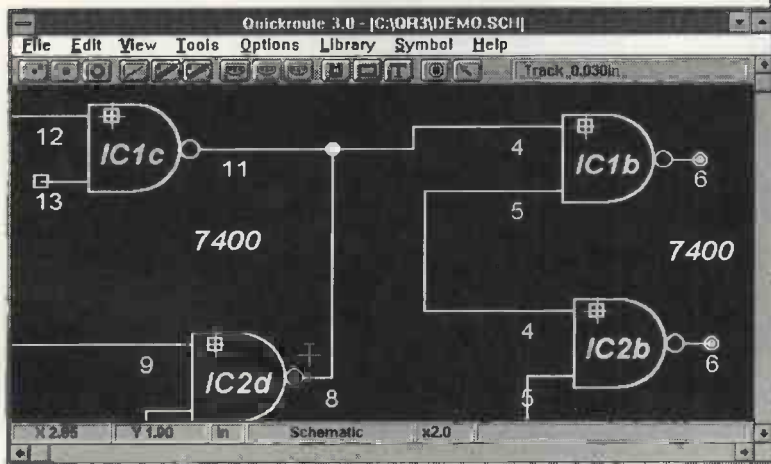 Quickroute 3.0 - [C:\QR3\DEMO.SCH]
File Edit View Tools Options Library Symbol Help
T Track 0.030in
12
IC1c
11
13
7400
4
IC1b
6
5
7400
4
IC2b
6
9
IC2d
8
5
X 2.95 Y 1.00 in Schematic x2.0